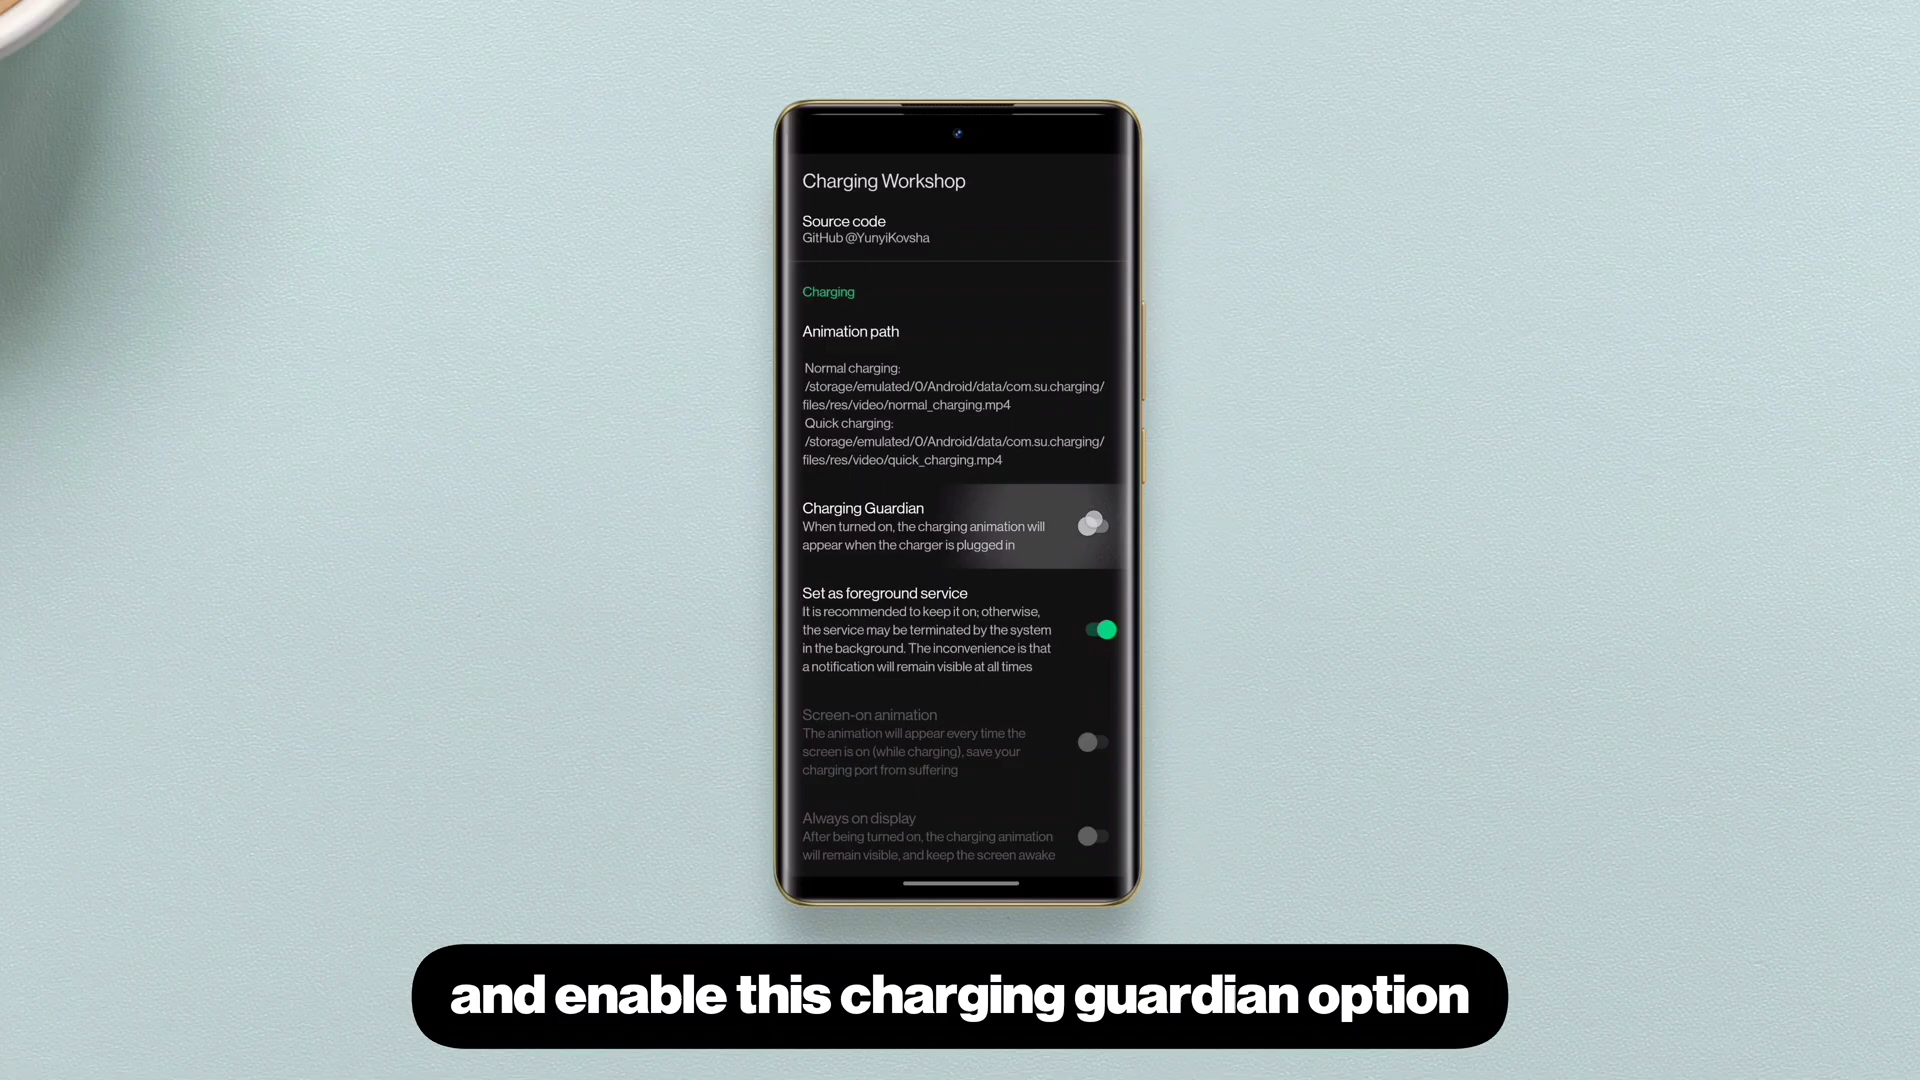 Charging Workshop
Source code
GitHub @YunyiKovsha
Charging
Animation path
Normal charging:
/storage/emulated/0/Android/data/com.su.charging/
files/res/video/normal_charging.mp4
Quick charging:
/storage/emulated/0/Android/data/com.su.charging/
files/res/video/quick_charging.mp4
Charging Guardian
When turned on, the charging animation will
appear when the charger is plugged in
Set as foreground service
It is recommended to keep it on; otherwise,
the service may be terminated by the system
in the background. The inconvenience is that
a notification will remain visible at all times
Screen-on animation
The animation will appear every time the
screen is on (while charging), save your
charging port from suffering
Always on display
After being turned on, the charging animation
will remain visible, and keep the screen awake
and enable this charging guardian option